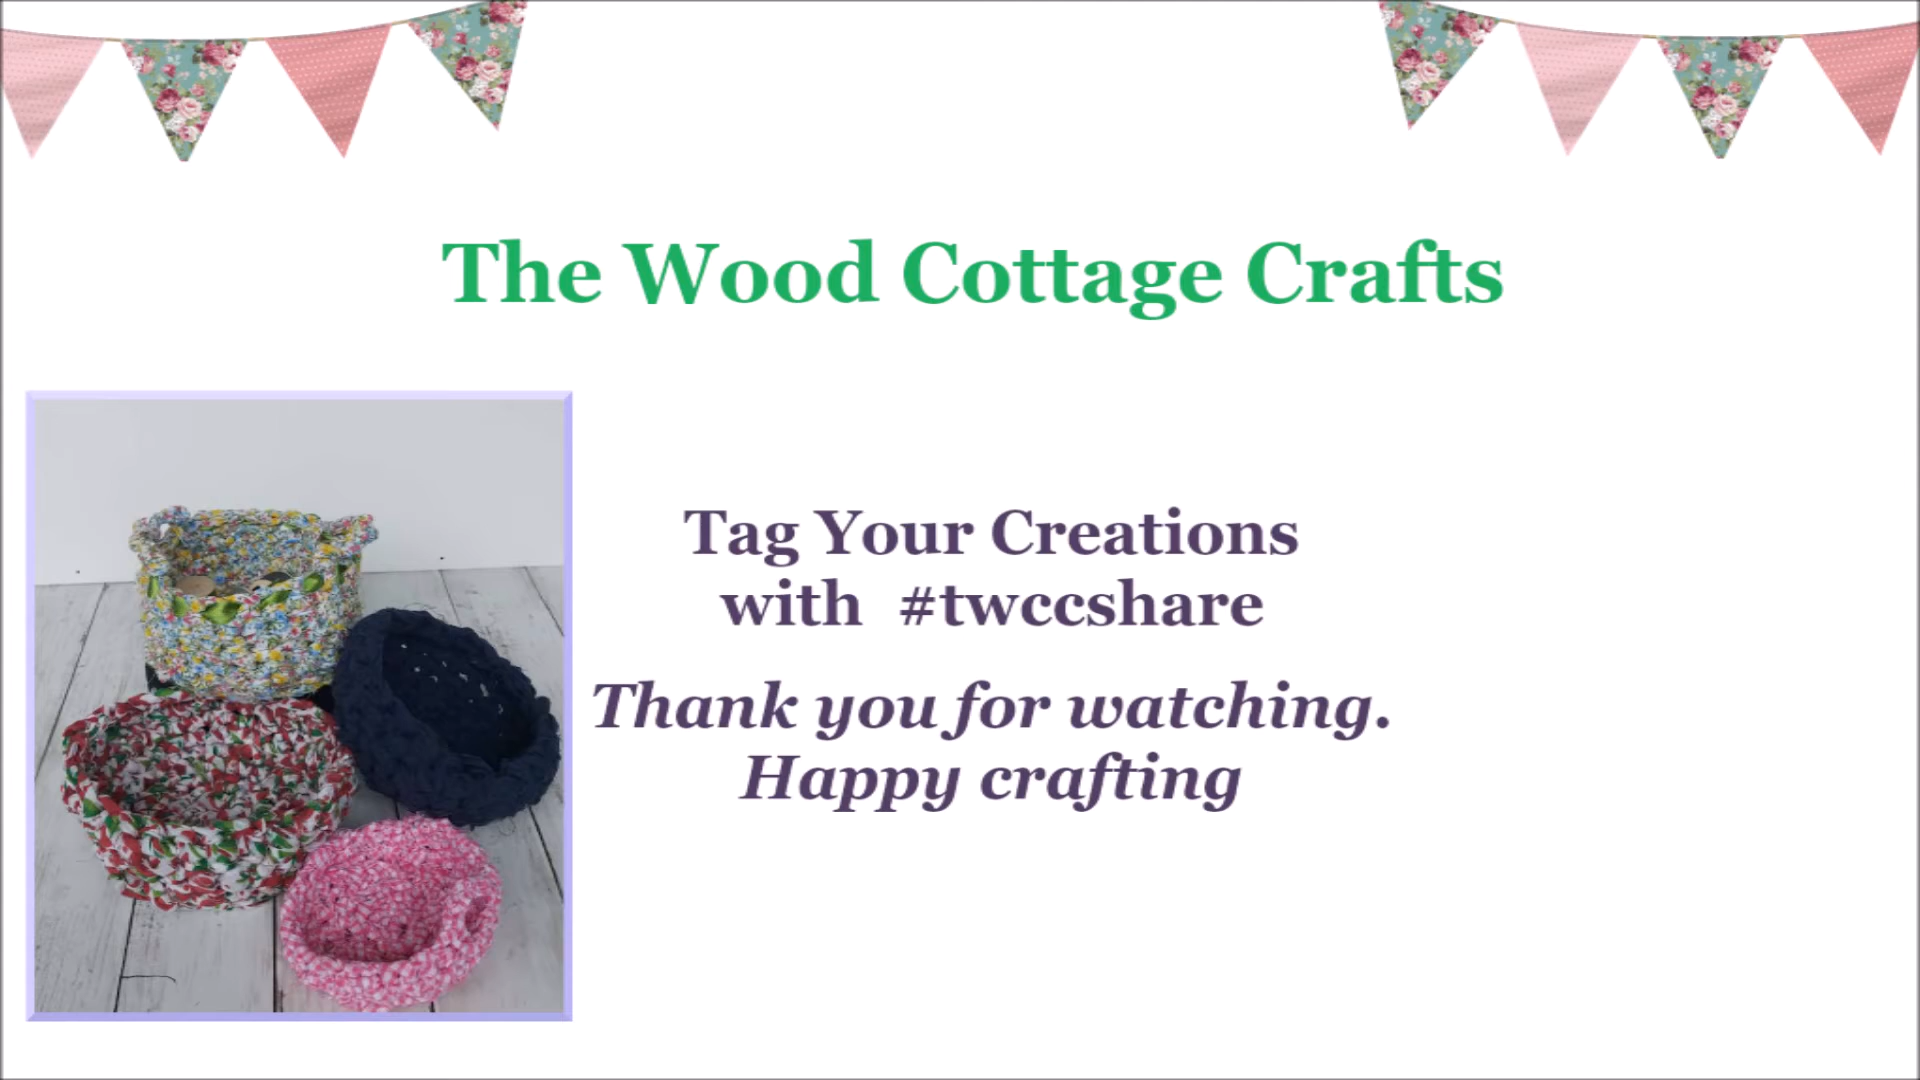 The Wood Cottage Crafts
Tag Your Creations
with #twccshare
Thank you for watching.
Happy crafting